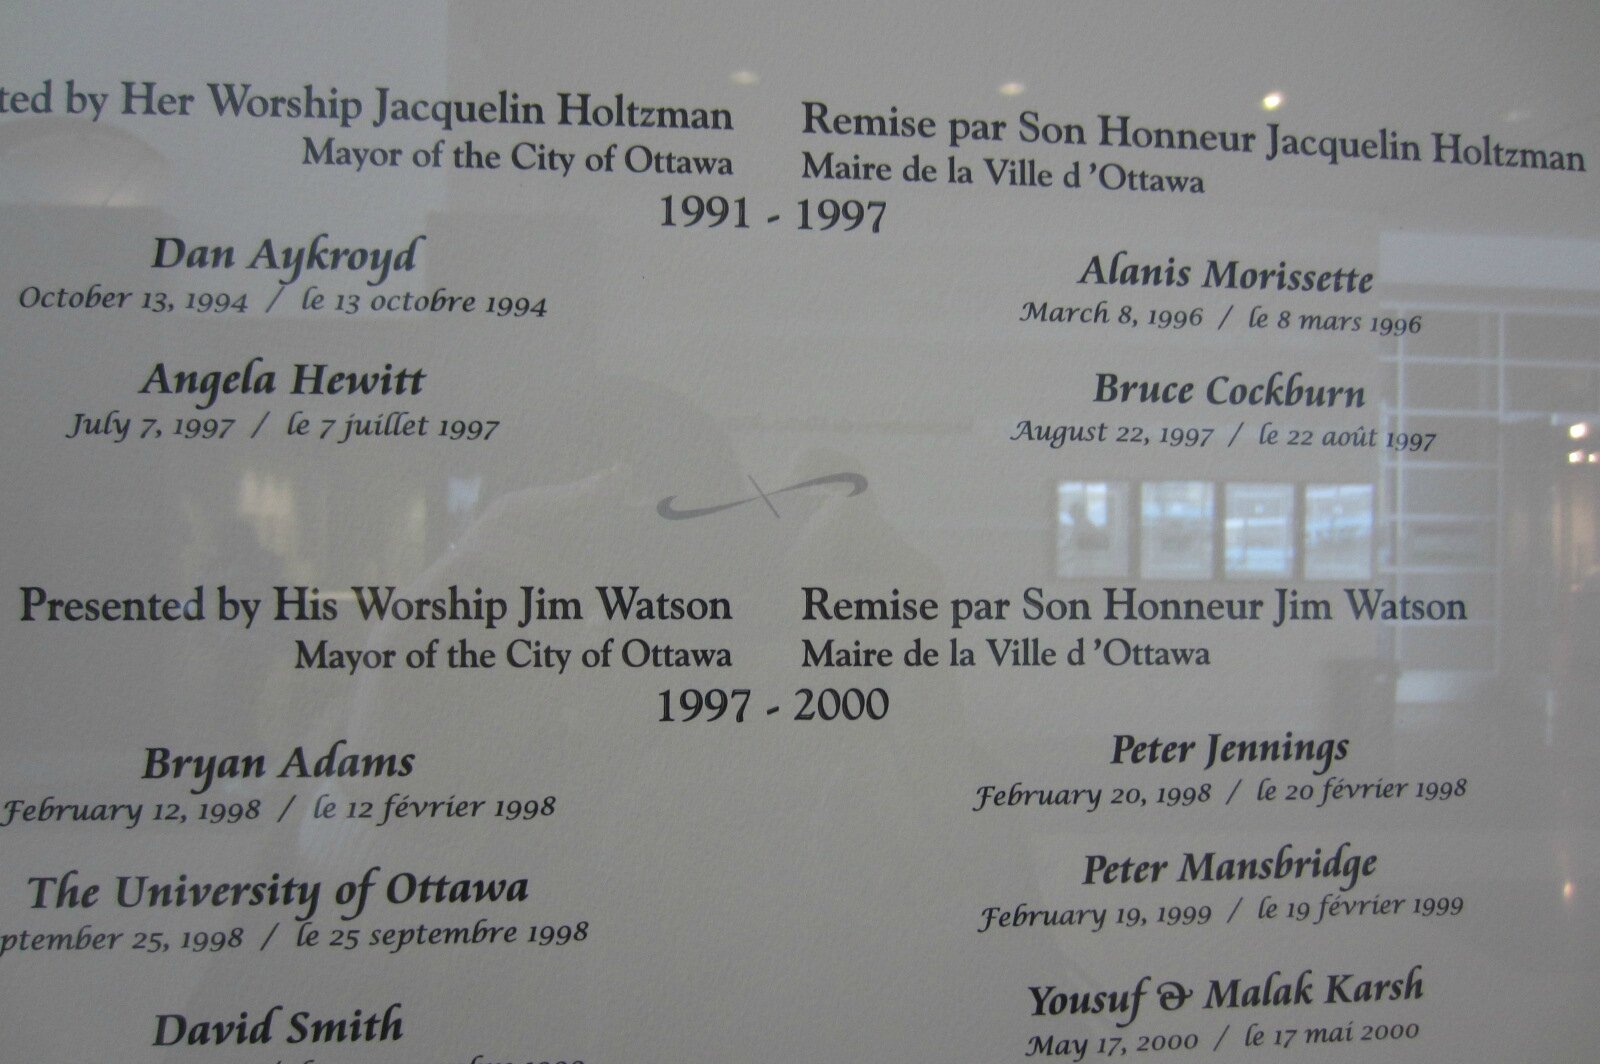 by Her Worship Jacquelin Holtzman
Mayor of the City of Ottawa
Remise par Son Honneur Jacquelin Holtzman
Maire de la Ville d 'Ottawa
1991 - 1997
Dan Aykroyd
October 13, 1994 / le 13 octobre 1994
Alanis Morissette
March 8, 1996 / le 8 mars 1996
Angela Hewitt
July 7, 1997 / le 7 juillet 1997
Bruce Cockburn
August 22, 1997 / le 22 août 1997
Presented by His Worship Jim Watson
Mayor of the City of Ottawa
Remise par Son Honneur Jim Watson
Maire de la Ville d 'Ottawa
1997 - 2000
Bryan Adams
February 12, 1998 / le 12 février 1998
Peter Jennings
February 20, 1998 / le 20 février 1998
The University of Ottawa
25, 1998 / le 25 septembre 1998
Peter Mansbridge
February 19, 1999 / le 19 février 1999
David Smith
Yousuf & Malak Karsh
May 17, 2000 / le 17 mai 2000